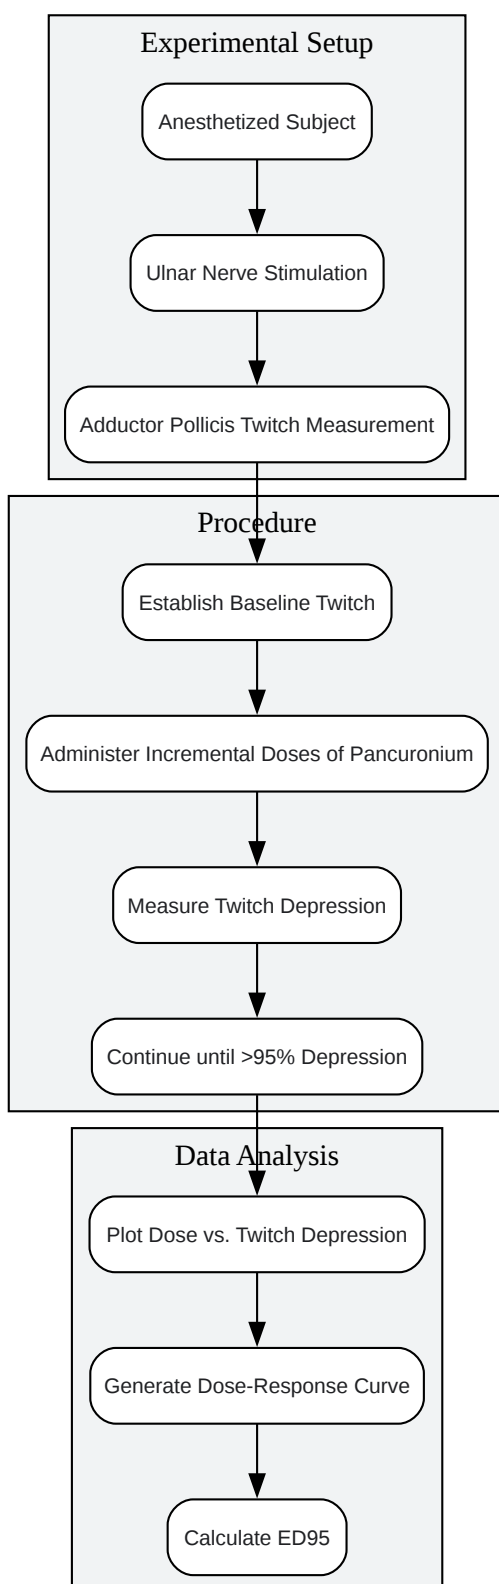 Experimental Setup
Anesthetized Subject
Ulnar Nerve Stimulation
Adductor Pollicis Twitch Measurement
Procedure
Establish Baseline Twitch
Administer Incremental Doses of Pancuronium
Measure Twitch Depression
Continue until >95% Depression
Data Analysis
Plot Dose vs. Twitch Depression
Generate Dose-Response Curve
Calculate ED95